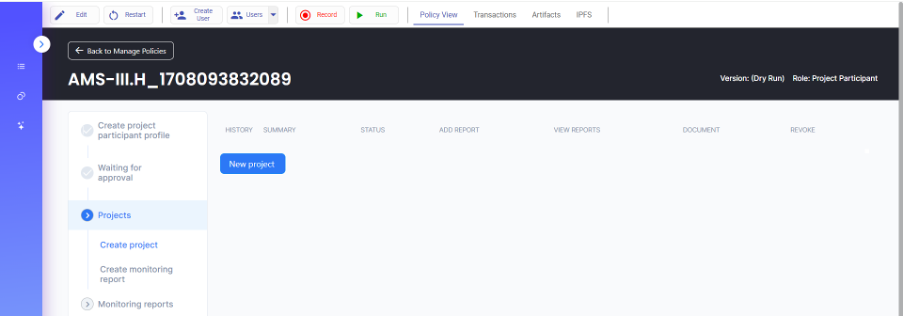 Edit Restart Create User Users Record Run Policy View Transactions Artifacts IPFS
Back to Manage Policies
AMS-III.H_1708093832089
Version: (Dry Run) Role: Project Participant
Create project
participant profile
HISTORY SUMMARY STATUS ADD REPORT VIEW REPORTS DOCUMENT REVOKE
New project
Waiting for
approval
Projects
Create project
Create monitoring
report
Monitoring reports